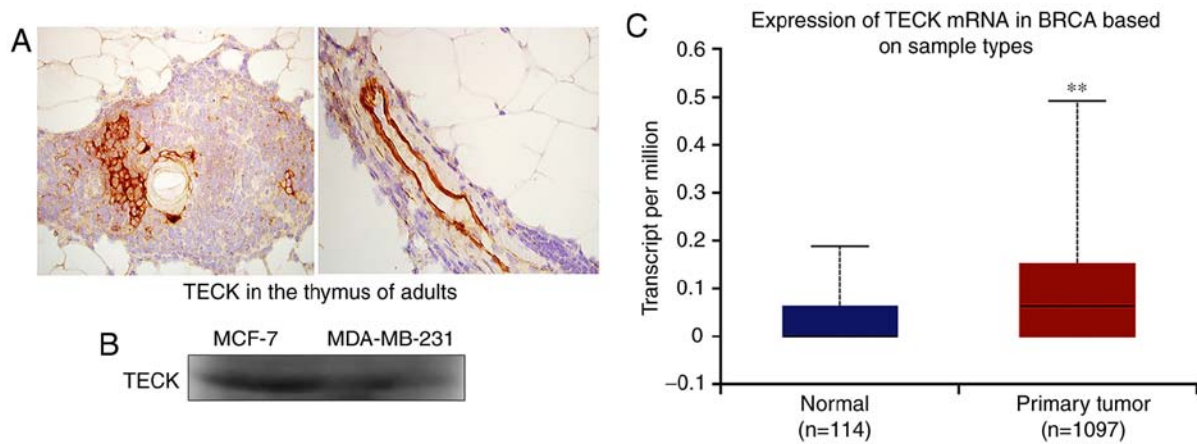 A
TECK in the thymus of adults
B
MCF-7 MDA-MB-231
TECK
C
Expression of TECK mRNA in BRCA based
on sample types
Transcript per million
0.6
0.5
**
0.4
0.3
0.2
0.1
0
−0.1
Normal
(n=114)
Primary tumor
(n=1097)